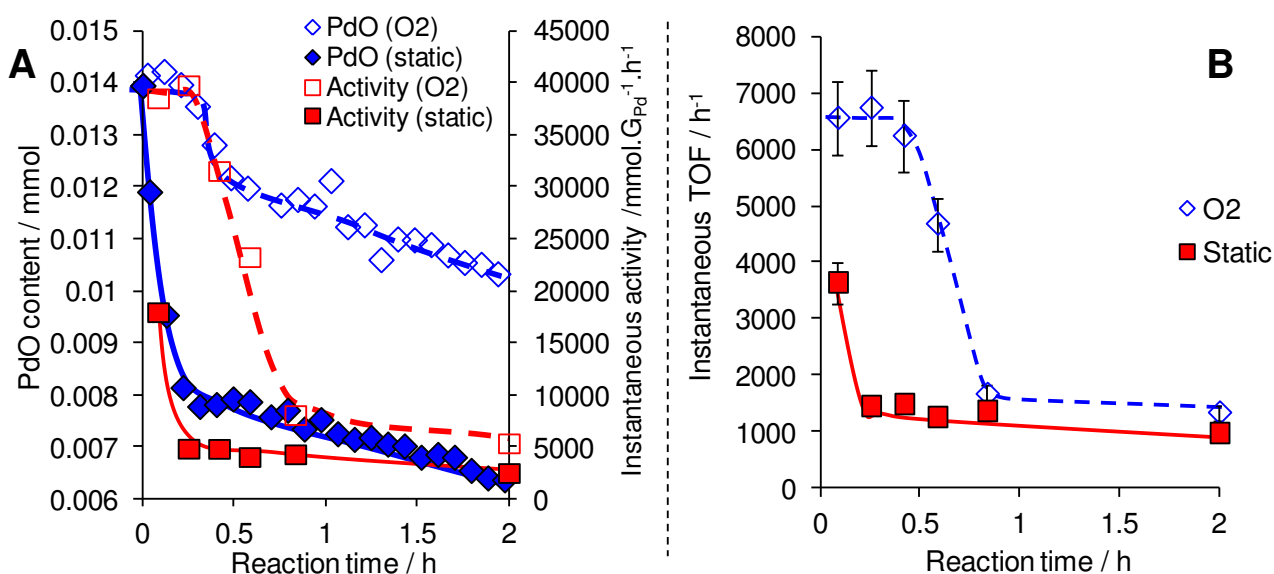 A
PdO (O2)
PdO (static)
Activity (O2)
Activity (static)
PdO content / mmol
0.015
0.014
0.013
0.012
0.011
0.01
0.009
0.008
0.007
0.006
0
0.5
1
1.5
2
Reaction time / h
45000
40000
35000
30000
25000
20000
15000
10000
5000
0
Instantaneous activity /mmol.GPd-1.h-1
B
Instantaneous TOF / h-1
8000
7000
6000
5000
4000
3000
2000
1000
0
0
0.5
1
2
Reaction time / h
O2
Static